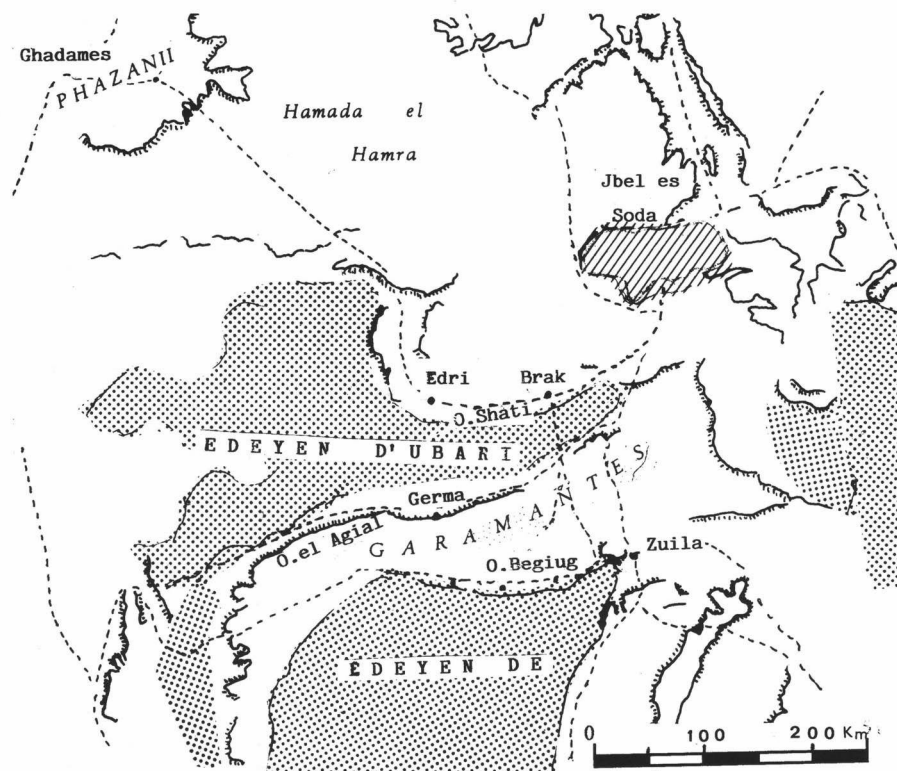 Ghadames
PHAZANII
Hamada el
Hamra
Jbel es
Soda
Edri
Brak
O.Shati
EDEYEN D'UBARI
Germa
GARAMANTES
O.el Agial
O.Begiug
Zuila
EDEYEN DE
0 100 200 Km